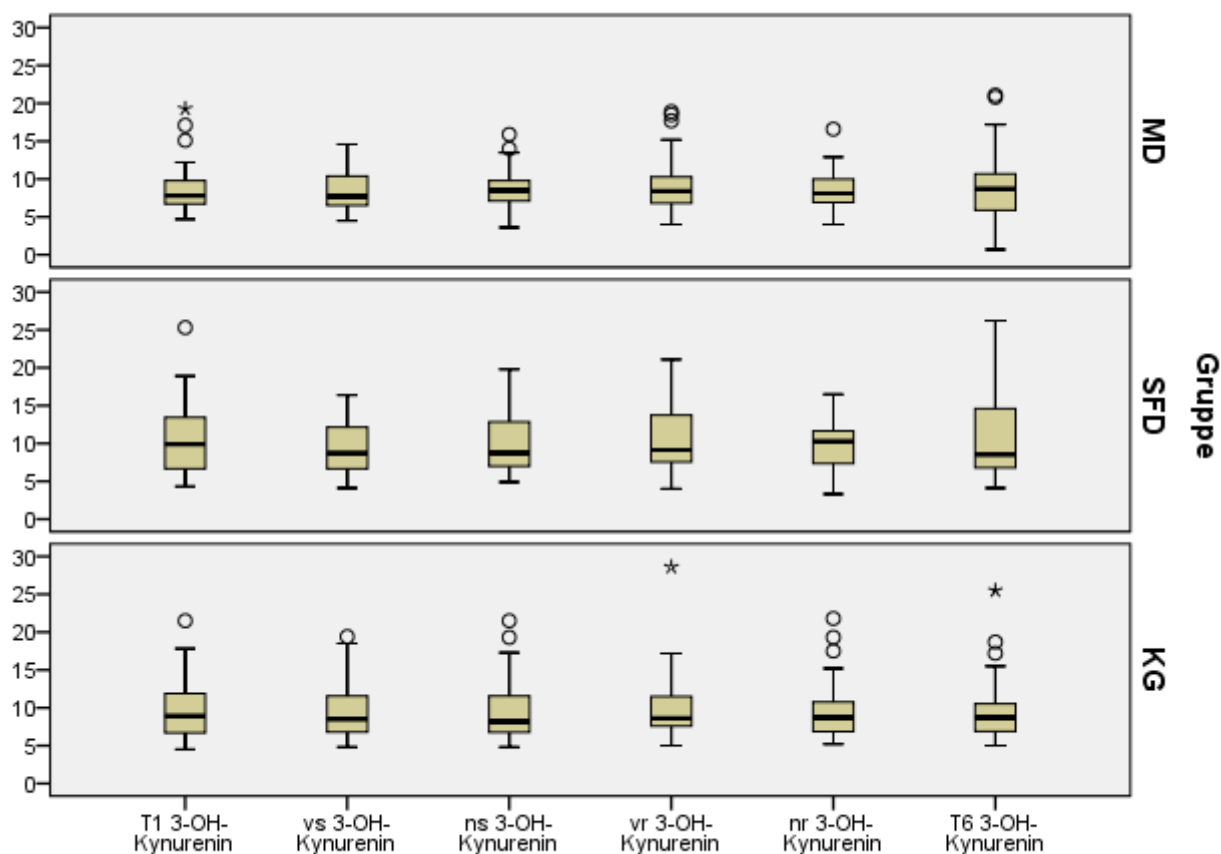 30
25
20
15
10
5
0
MD
30
25
20
15
10
5
0
SFD
30
25
20
15
10
5
0
KG
Gruppe
T1 3-OH-
Kynurenin
vs 3-OH-
Kynurenin
ns 3-OH-
Kynurenin
vr 3-OH-
Kynurenin
nr 3-OH-
Kynurenin
T6 3-OH-
Kynurenin